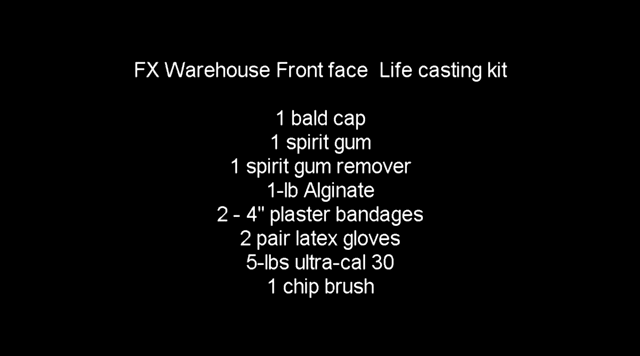 FX Warehouse Front face  Life casting kit
1 bald cap
1 spirit gum
1 spirit gum remover
1-lb Alginate
2 - 4" plaster bandages
2 pair latex gloves
5-lbs ultra-cal 30
1 chip brush